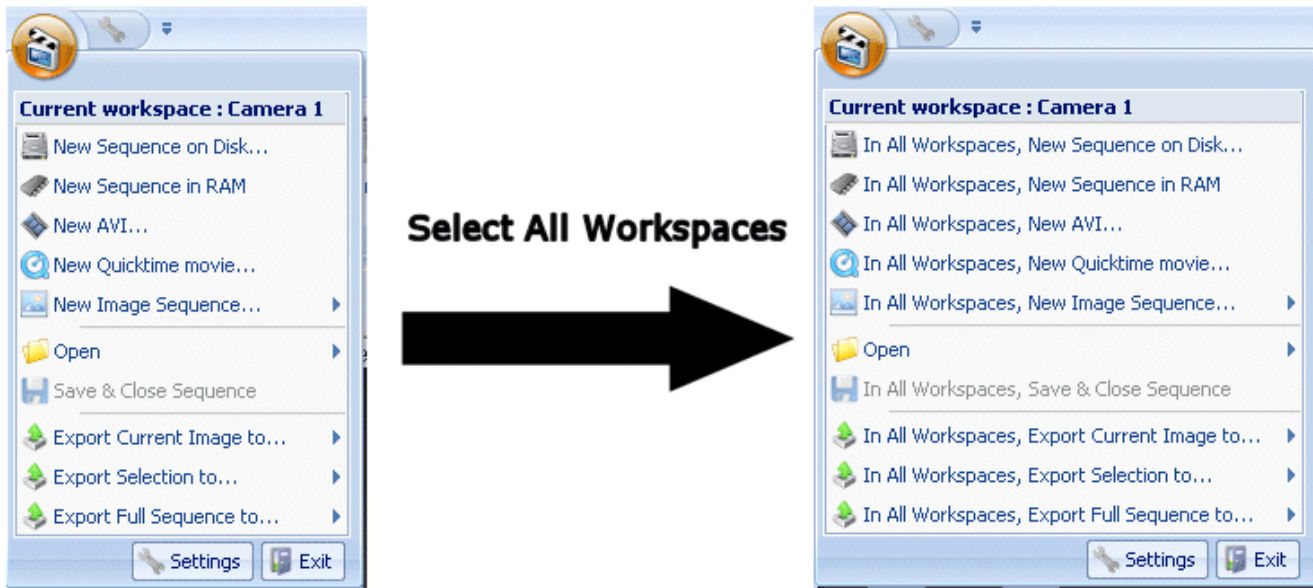 Current workspace : Camera 1
New Sequence on Disk...
New Sequence in RAM
New AVI...
New Quicktime movie...
New Image Sequence...
Open
Save & Close Sequence
Export Current Image to...
Export Selection to...
Export Full Sequence to...
Settings
Exit
Select All Workspaces
Current workspace : Camera 1
In All Workspaces, New Sequence on Disk...
In All Workspaces, New Sequence in RAM
In All Workspaces, New AVI...
In All Workspaces, New Quicktime movie...
In All Workspaces, New Image Sequence...
Open
In All Workspaces, Save & Close Sequence
In All Workspaces, Export Current Image to...
In All Workspaces, Export Selection to...
In All Workspaces, Export Full Sequence to...
Settings
Exit